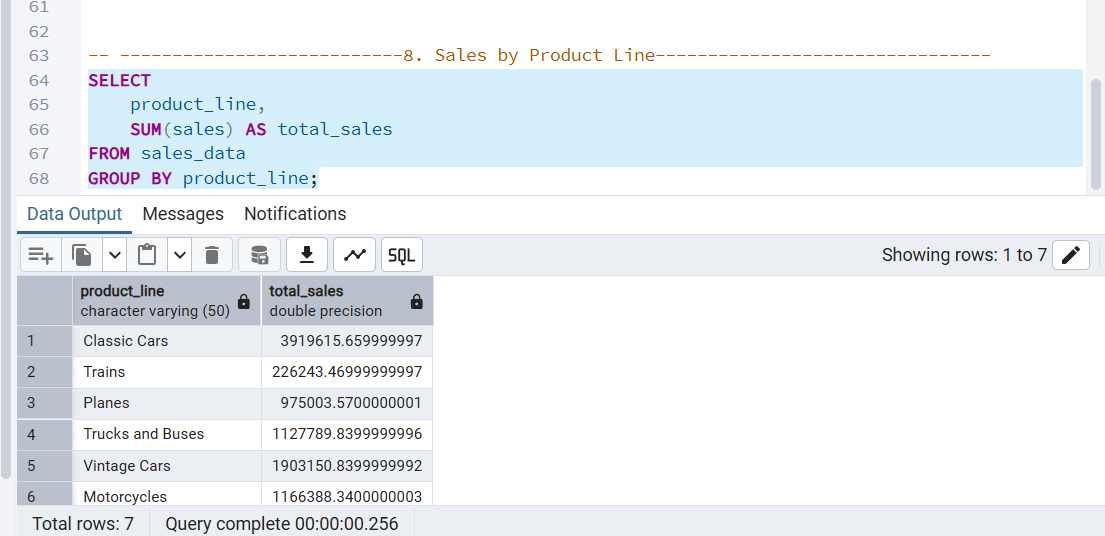 61
62
63 -- ---------------------------8. Sales by Product Line--------------------------------
64 SELECT
65 product_line,
66 SUM(sales) AS total_sales
67 FROM sales_data
68 GROUP BY product_line;
Data Output Messages Notifications
SQL Showing rows: 1 to 7
product_line total_sales
character varying (50) double precision
1 Classic Cars 3919615.659999997
2 Trains 226243.46999999997
3 Planes 975003.5700000001
4 Trucks and Buses 1127789.8399999996
5 Vintage Cars 1903150.8399999992
6 Motorcycles 1166388.3400000003
Total rows: 7 Query complete 00:00:00.256